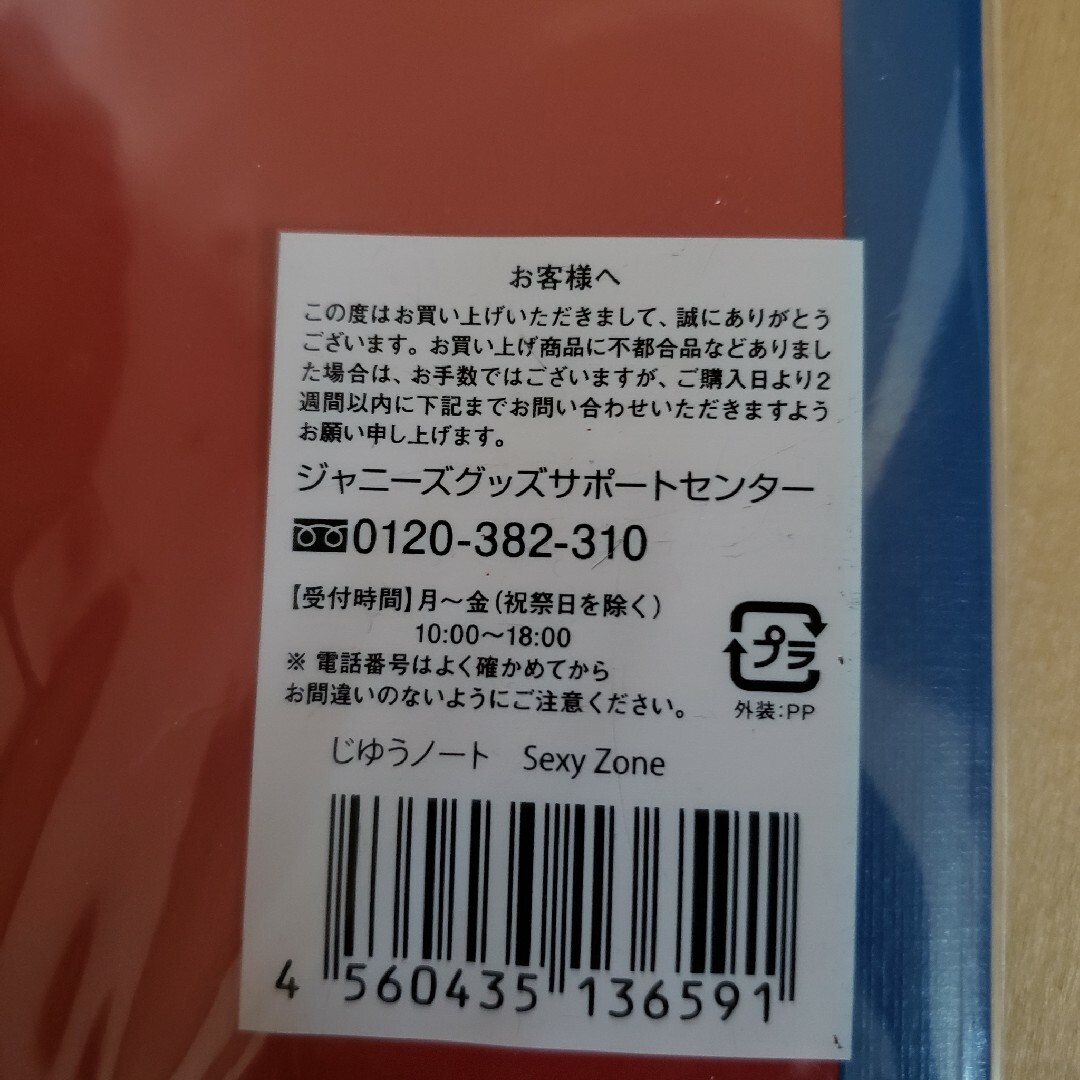 お客様へ
この度はお買い上げいただきまして、誠にありがとう
ございます。お買い上げ商品に不都合品などありまし
た場合は、お手数ではございますが、ご購入日より2
週間以内に下記までお問い合わせいただきますよう
お願い申し上げます。
ジャニーズグッズサポートセンター
0120-382-310
【受付時間】月～金(祝祭日を除く)
10:00～18:00
※ 電話番号はよく確かめてから
お間違いのないようにご注意ください。
プラ
外装:PP
じゆうノート Sexy Zone
4 560435 136591